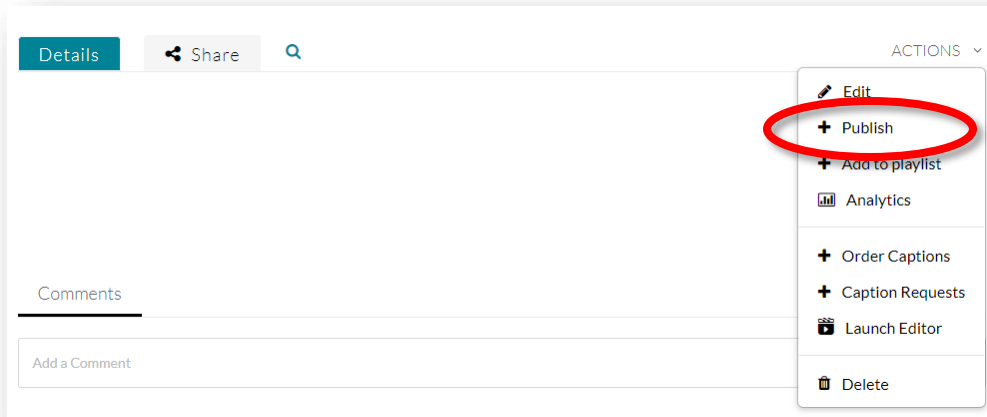 Details
Share
ACTIONS
Edit
Publish
Add to playlist
Analytics
Order Captions
Caption Requests
Launch Editor
Delete
Comments
Add a Comment